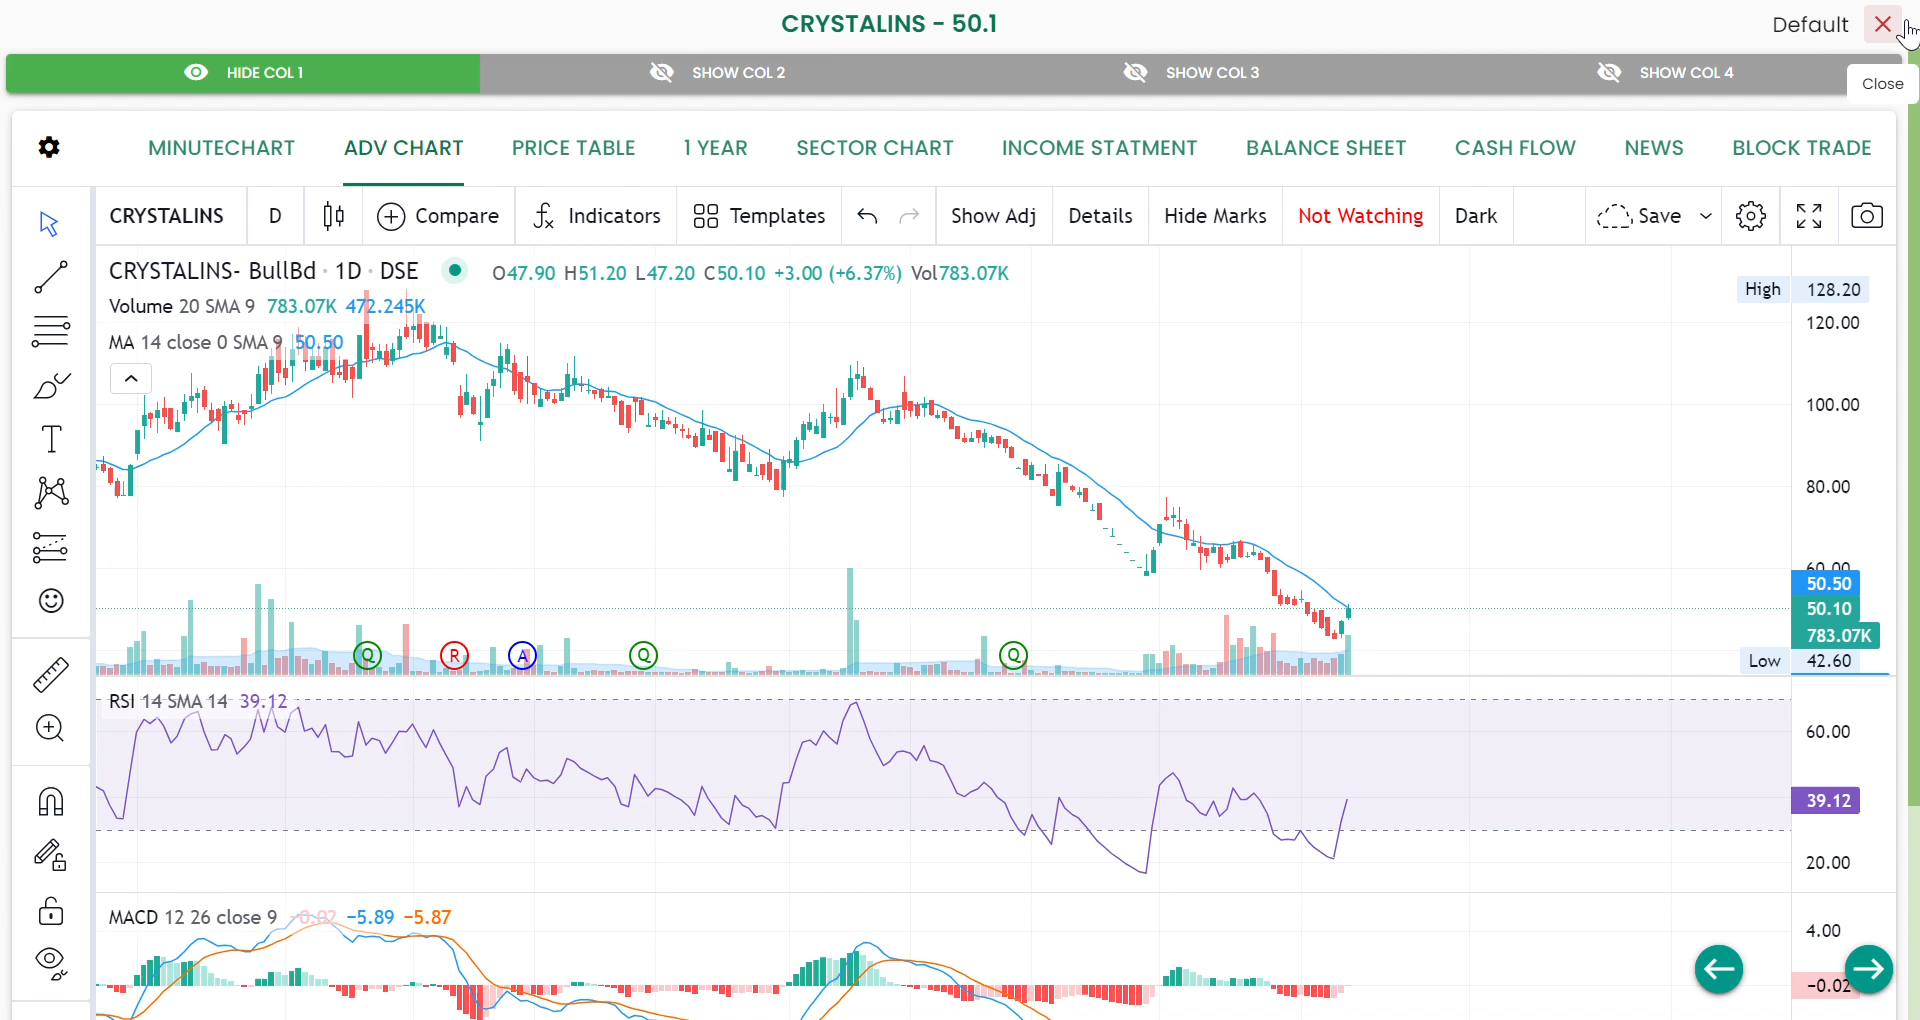 CRYSTALINS - 50.1
Default
HIDE COL 1
SHOW COL 2
SHOW COL 3
SHOW COL 4
Close
MINUTECHART
ADV CHART
PRICE TABLE
1 YEAR
SECTOR CHART
INCOME STATMENT
BALANCE SHEET
CASH FLOW
NEWS
BLOCK TRADE
CRYSTALINS
D
Compare
Indicators
Templates
Show Adj
Details
Hide Marks
Not Watching
Dark
Save
CRYSTALINS- BullBd · 1D · DSE
O47.90 H51.20 L47.20 C50.10 +3.00 (+6.37%) Vol783.07K
Volume 20 SMA 9 783.07K 472.245K
MA 14 close 0 SMA 9 50.50
High 128.20
120.00
100.00
80.00
60.00
50.50
50.10
783.07K
Low 42.60
Q
R
A
Q
Q
RSI 14 SMA 14 39.12
60.00
39.12
20.00
MACD 12 26 close 9 -0.02 -5.89 -5.87
4.00
-0.02